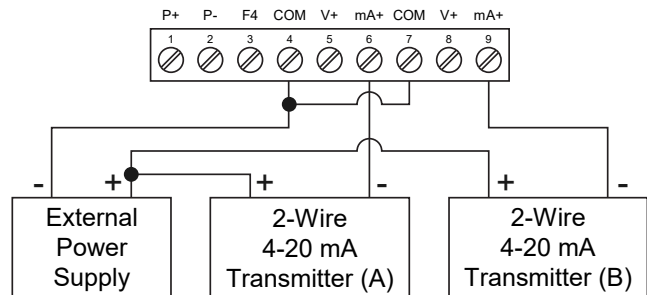 P+ P- F4 COM V+ mA+ COM V+ mA+
1 2 3 4 5 6 7 8 9
- + + - + -
External
Power
Supply
2-Wire
4-20 mA
Transmitter (A)
2-Wire
4-20 mA
Transmitter (B)